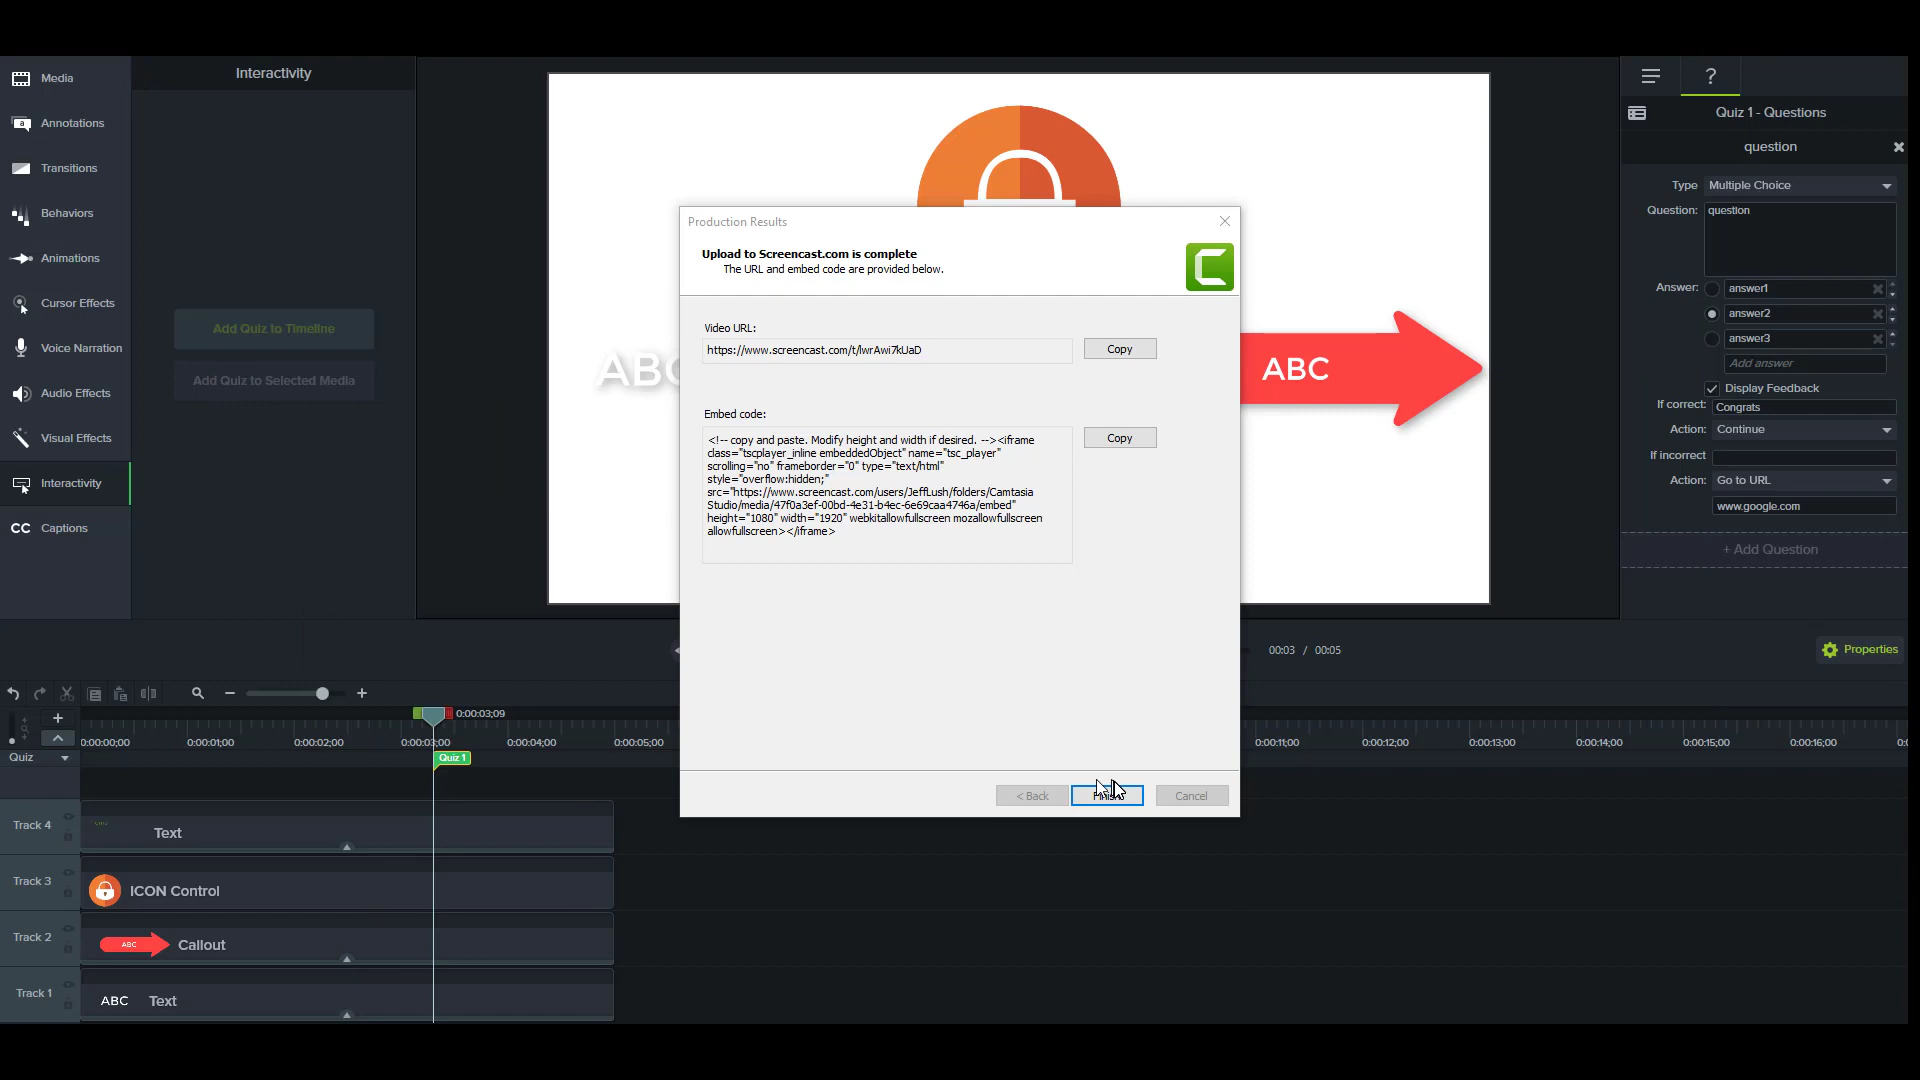 Media
Annotations
Transitions
Behaviors
Animations
Cursor Effects
Voice Narration
Audio Effects
Visual Effects
Interactivity
CC Captions
Interactivity
Add Quiz to Timeline
Add Quiz to Selected Media
ABC
ABC
Production Results
Upload to Screencast.com is complete
The URL and embed code are provided below.
Video URL:
https://www.screencast.com/t/lwrAwi7kUaD
Copy
Embed code:
<!-- copy and paste. Modify height and width if desired. --><iframe
class="tscplayer_inline embeddedObject" name="tsc_player"
scrolling="no" frameborder="0" type="text/html"
style="overflow:hidden;"
src="https://www.screencast.com/users/JeffLush/folders/Camtasia
Studio/media/47f0a3ef-00bd-4e31-b4ec-6e69caa4746a/embed"
height="1080" width="1920" webkitallowfullscreen mozallowfullscreen
allowfullscreen></iframe>
Copy
< Back
Finish
Cancel
?
Quiz 1 - Questions
question
Type Multiple Choice
Question: question
Answer: answer1
answer2
answer3
Add answer
Display Feedback
If correct: Congrats
Action: Continue
If incorrect
Action: Go to URL
www.google.com
+ Add Question
00:03 / 00:05
Properties
0:00:03;09
0:00:00;00 0:00:01;00 0:00:02;00 0:00:03;00 0:00:04;00 0:00:05;00 0:00:11;00 0:00:12;00 0:00:13;00 0:00:14;00 0:00:15;00 0:00:16;00
Quiz
Quiz 1
Track 4
Text
Track 3
ICON Control
Track 2
ABC Callout
Track 1
ABC Text